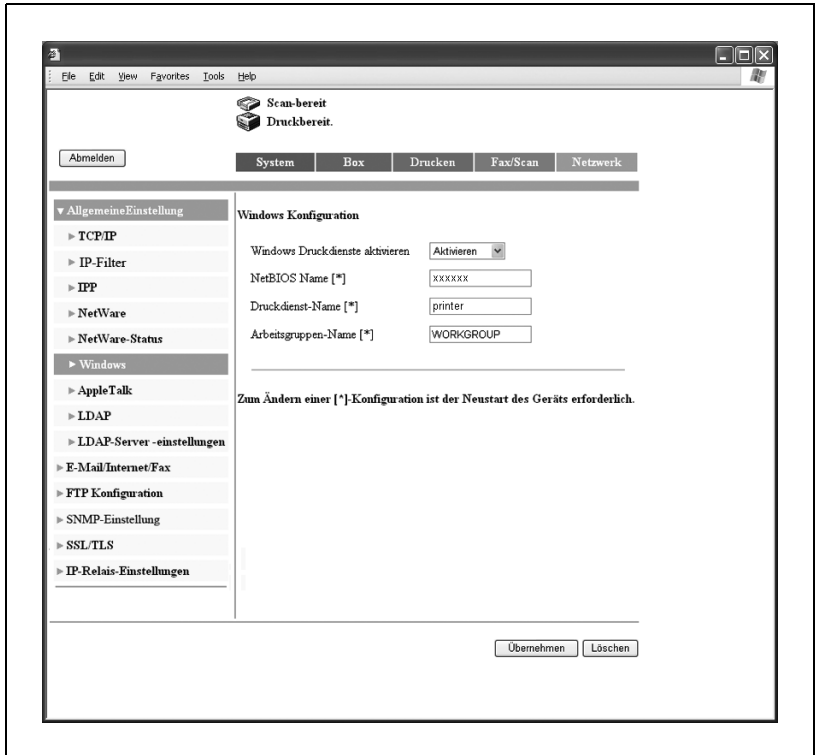 File Edit View Favorites Tools Help
Scan-bereit
Druckbereit.
Abmelden
System Box Drucken Fax/Scan Netzwerk
AllgemeineEinstellung
TCP/IP
IP-Filter
IPP
NetWare
NetWare-Status
Windows
AppleTalk
LDAP
LDAP-Server -einstellungen
E-Mail/Internet/Fax
FTP Konfiguration
SNMP-Einstellung
SSL/TLS
IP-Relais-Einstellungen
Windows Konfiguration
Windows Druckdienste aktivieren Aktivieren
NetBIOS Name [*] xxxxxx
Druckdienst-Name [*] printer
Arbeitsgruppen-Name [*] WORKGROUP
Zum Ändern einer [*]-Konfiguration ist der Neustart des Geräts erforderlich.
Übernehmen Löschen